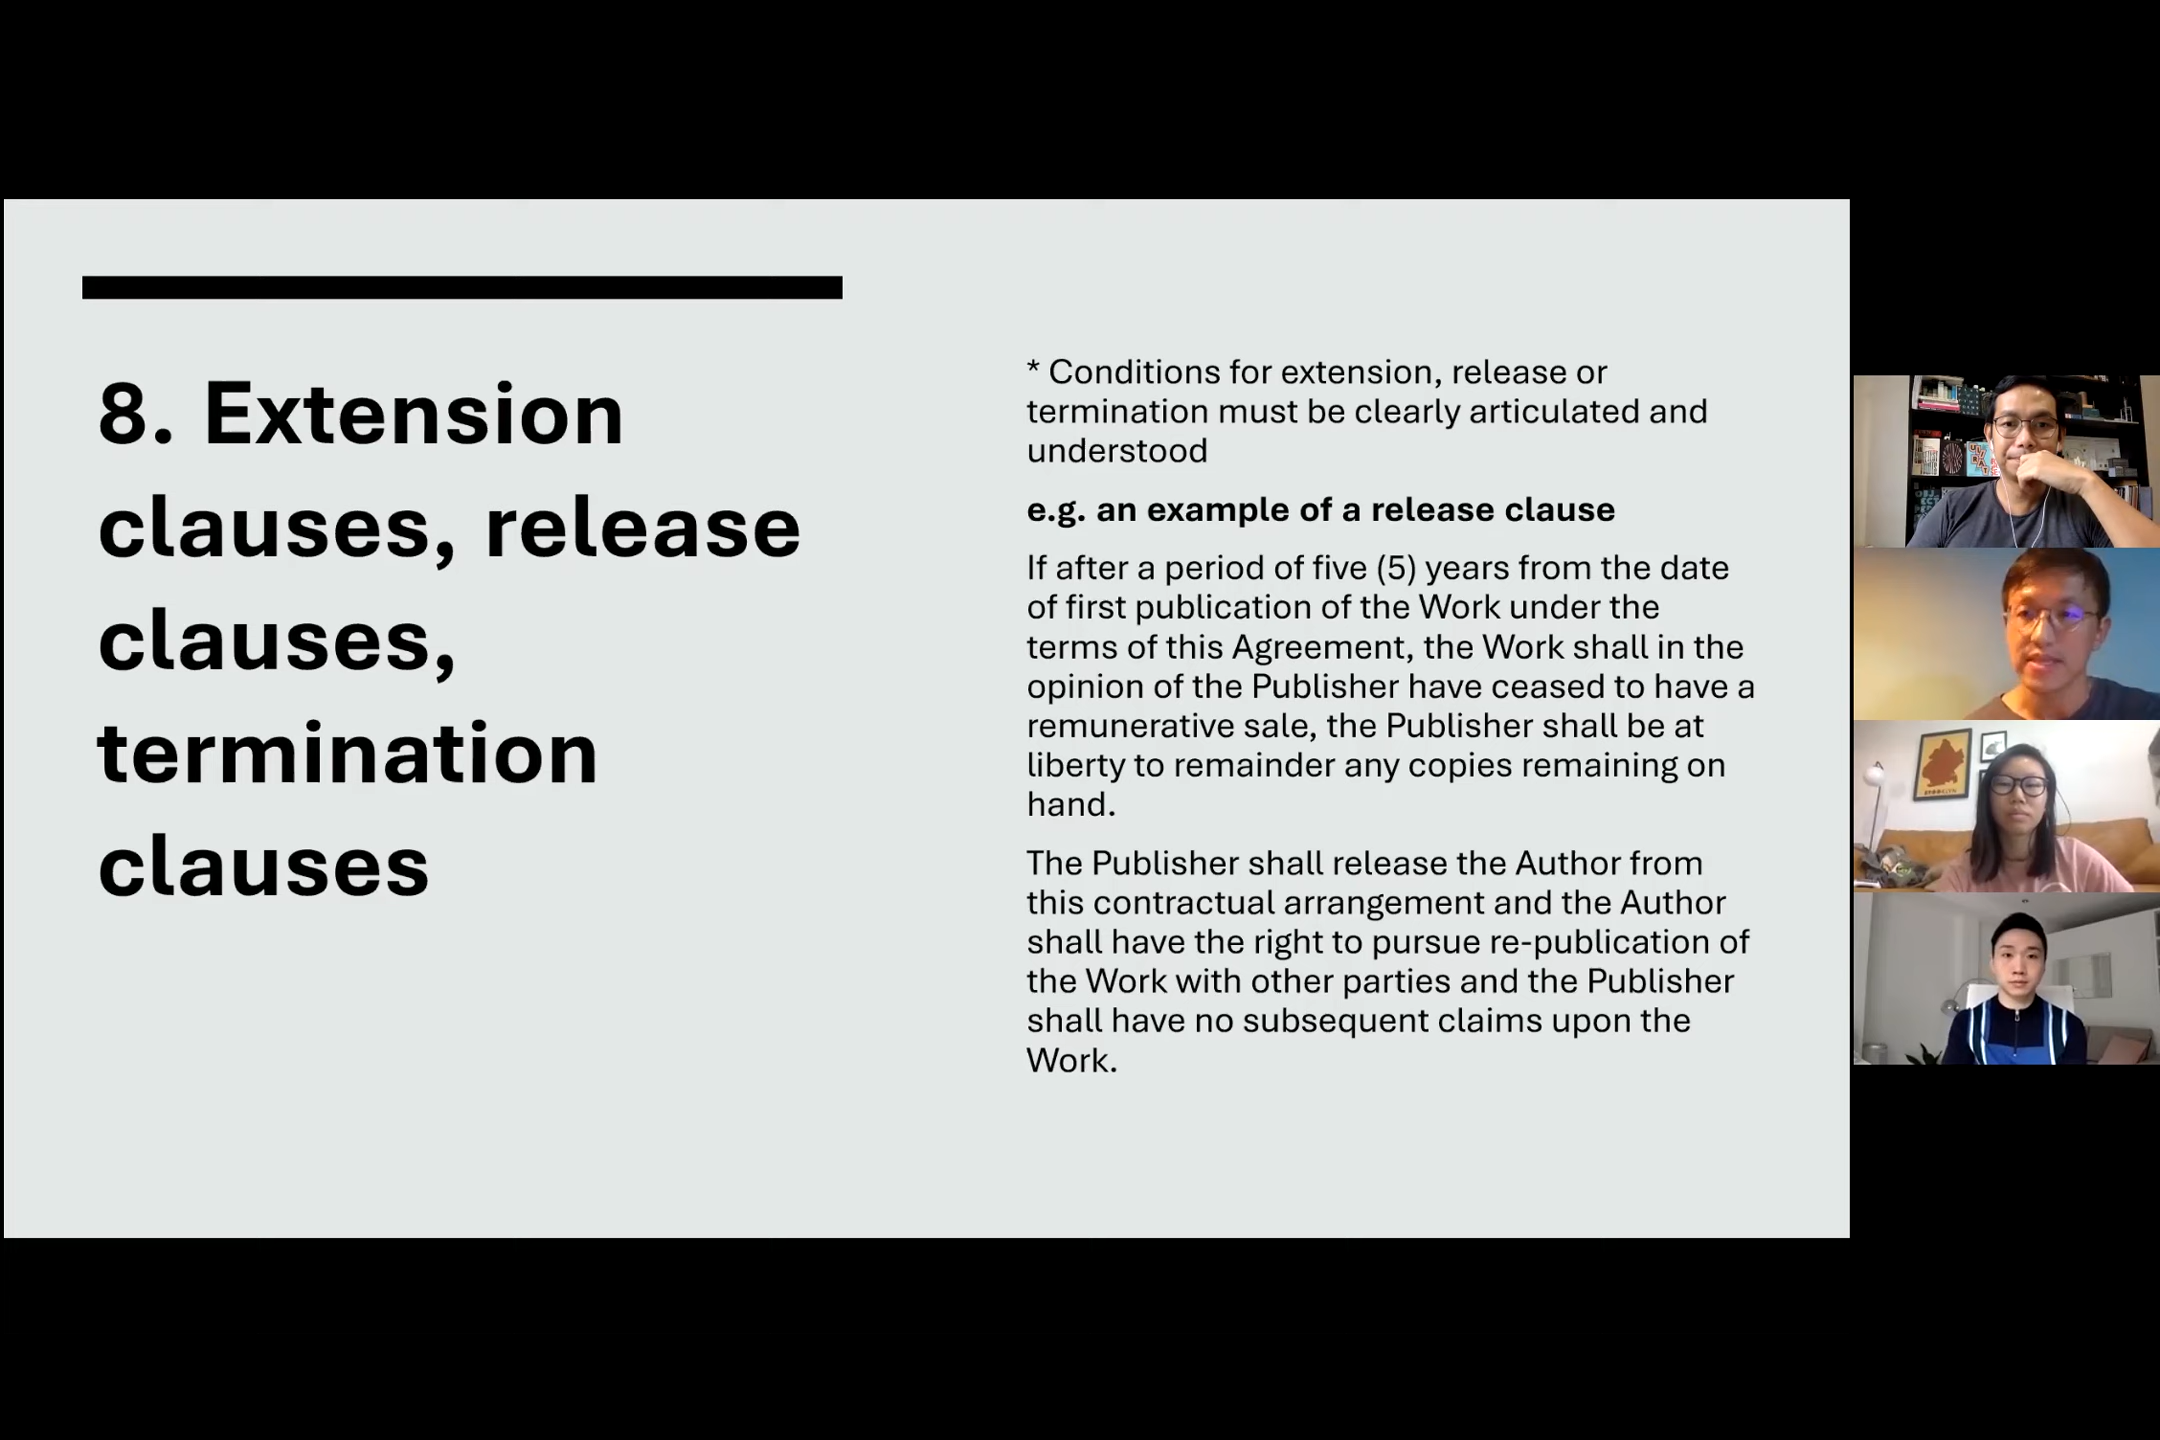 8. Extension
clauses, release
clauses,
termination
clauses
* Conditions for extension, release or
termination must be clearly articulated and
understood
e.g. an example of a release clause
If after a period of five (5) years from the date
of first publication of the Work under the
terms of this Agreement, the Work shall in the
opinion of the Publisher have ceased to have a
remunerative sale, the Publisher shall be at
liberty to remainder any copies remaining on
hand.
The Publisher shall release the Author from
this contractual arrangement and the Author
shall have the right to pursue re-publication of
the Work with other parties and the Publisher
shall have no subsequent claims upon the
Work.